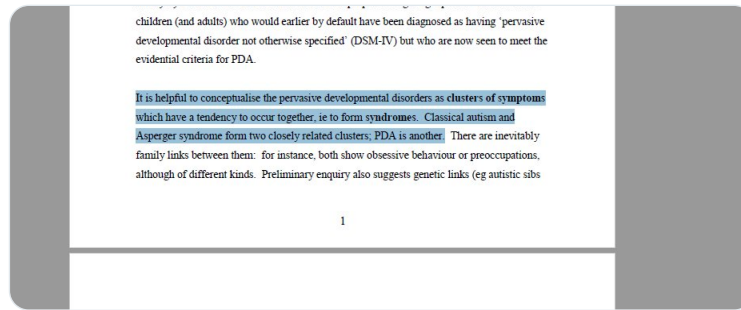 children (and adults) who would earlier by default have been diagnosed as having ‘pervasive
developmental disorder not otherwise specified’ (DSM-IV) but who are now seen to meet the
evidential criteria for PDA.
It is helpful to conceptualise the pervasive developmental disorders as clusters of symptoms
which have a tendency to occur together, ie to form syndromes. Classical autism and
Asperger syndrome form two closely related clusters; PDA is another. There are inevitably
family links between them: for instance, both show obsessive behaviour or preoccupations,
although of different kinds. Preliminary enquiry also suggests genetic links (eg autistic sibs
1